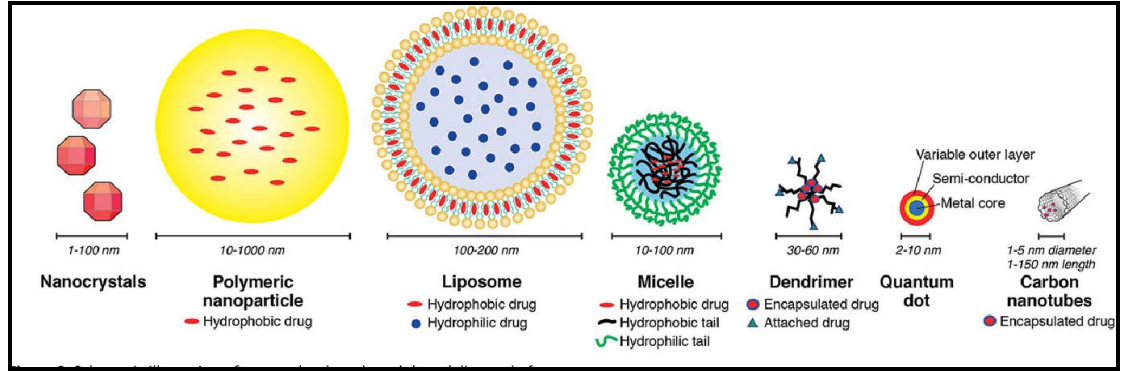 Variable outer layer
Semi-conductor
Metal core
1-100 nm
10-1000 nm
100-200 nm
10-100 nm
30-60 nm
2-10 nm
1-5 nm diameter
1-150 nm length
Nanocrystals
Polymeric
nanoparticle
Hydrophobic drug
Liposome
Hydrophobic drug
Hydrophilic drug
Micelle
Hydrophobic drug
Hydrophobic tail
Hydrophilic tail
Dendrimer
Encapsulated drug
Attached drug
Quantum
dot
Carbon
nanotubes
Encapsulated drug